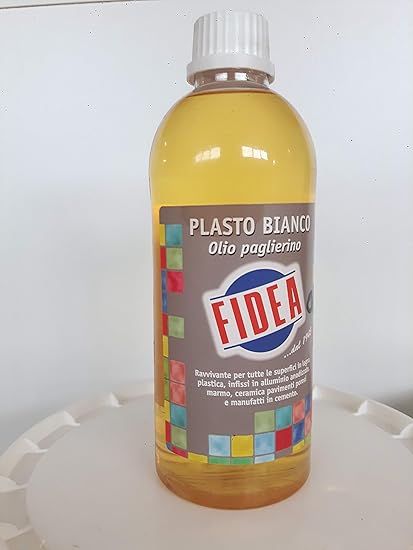 PLASTO BIANCO
Olio paglierino
FIDEA
...dal 1965
Ravvivante per tutte le superfici in legno,
plastica, infissi in alluminio anodizzato,
marmo, ceramica pavimenti porosi
e manufatti in cemento.